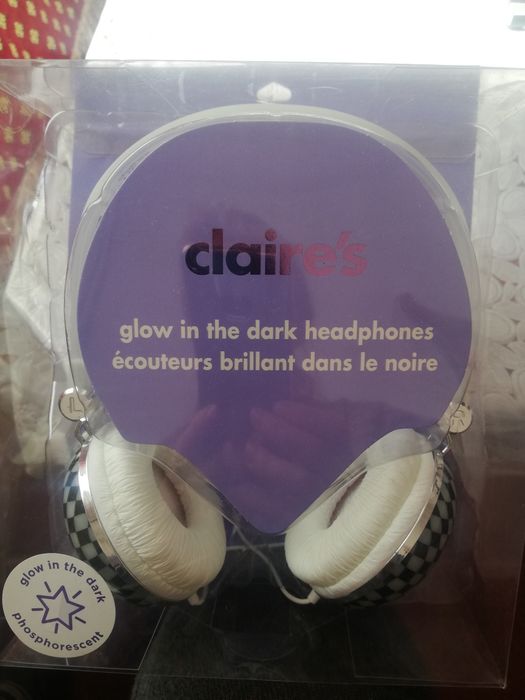 claire's
glow in the dark headphones
écouteurs brillant dans le noire
L
glow in the dark
phosphorescent